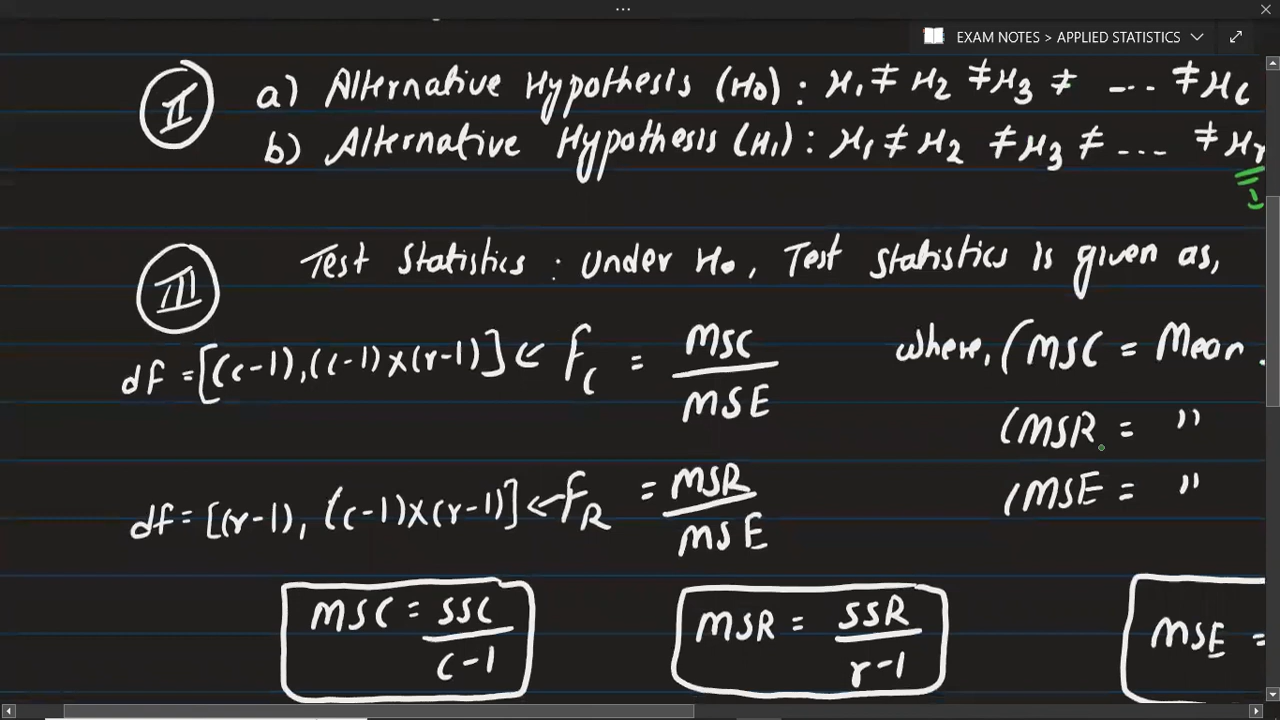 EXAM NOTES > APPLIED STATISTICS
II a) Alternative Hypothesis (H0) : μ1 ≠ μ2 ≠ μ3 ≠ ---- ≠ μc
b) Alternative Hypothesis (H1) : μ1 ≠ μ2 ≠ μ3 ≠ .... ≠ μr
III Test Statistics : Under H0, Test statistics is given as,
df = [(c-1), (c-1)×(r-1)] ← FC = MSC / MSE where, (MSC = Mean
(MSR = "
(MSE = "
df = [(r-1), (c-1)×(r-1)] ← FR = MSR / MSE
MSC = SSC / c-1 MSR = SSR / r-1 MSE =